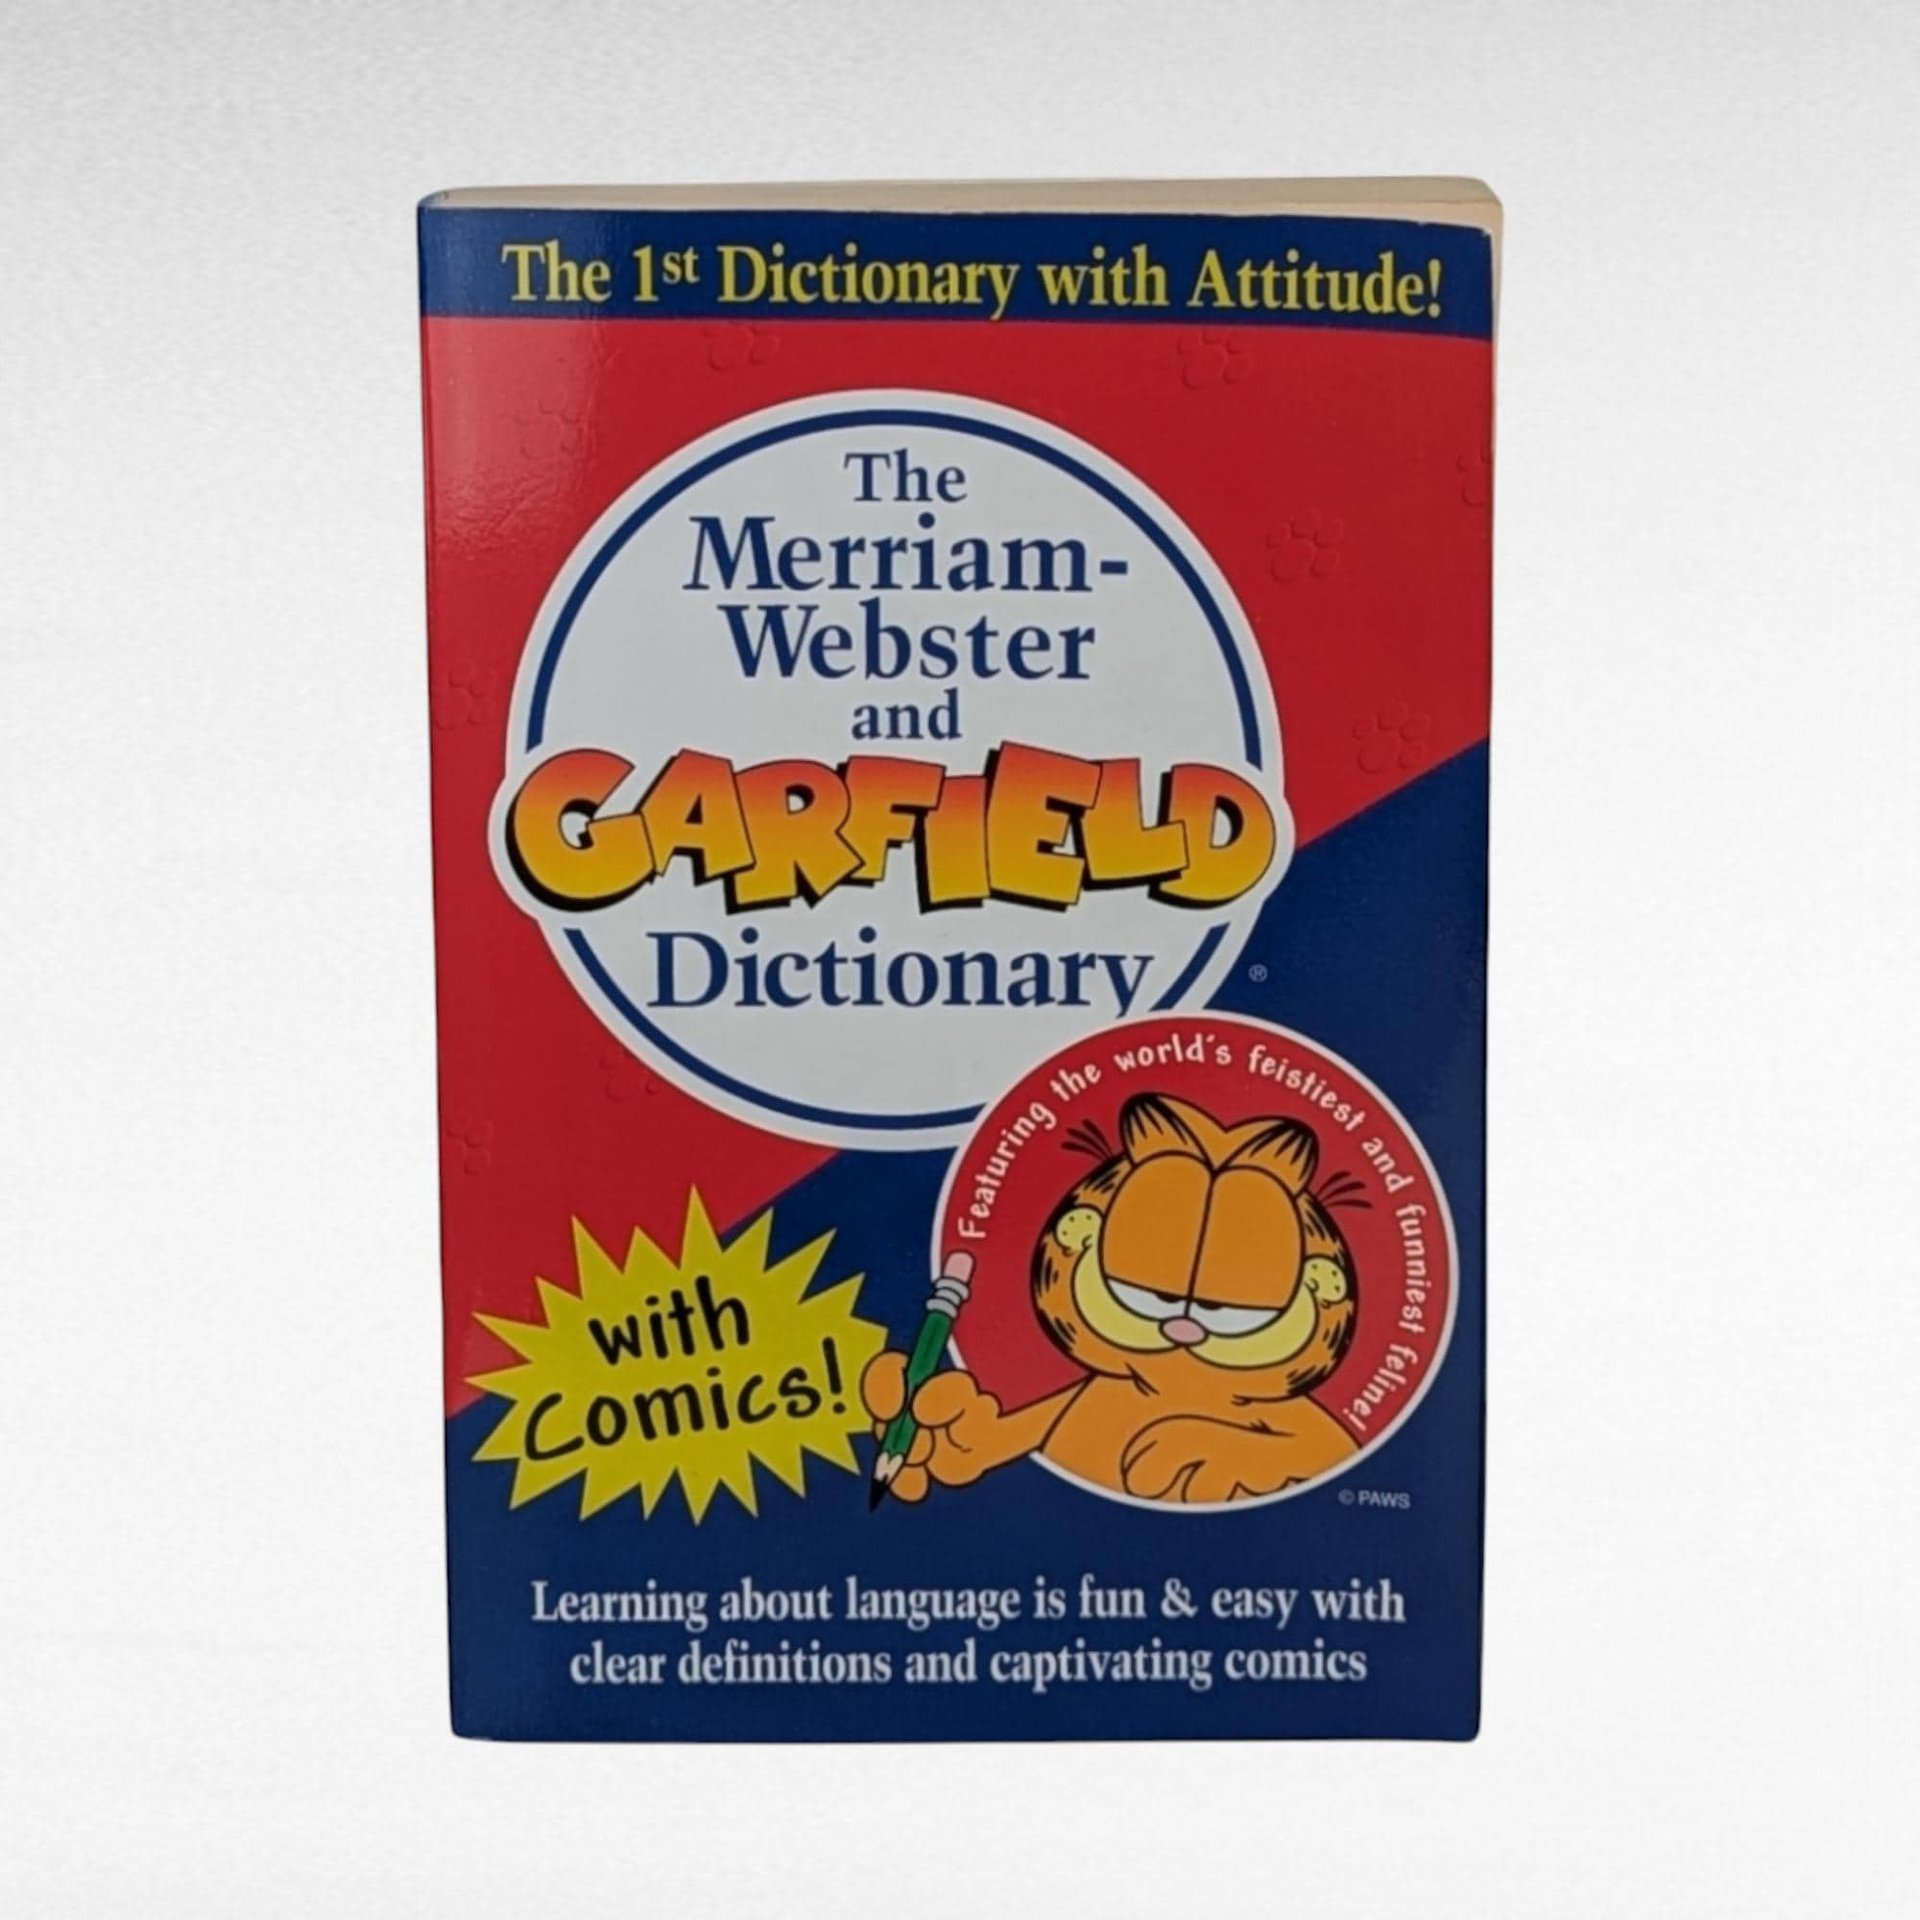 The 1st Dictionary with Attitude!
The
Merriam-
Webster
and
GARFIELD
Dictionary
®
Featuring the world's feistiest and funniest feline!
with
Comics!
© PAWS
Learning about language is fun & easy with
clear definitions and captivating comics